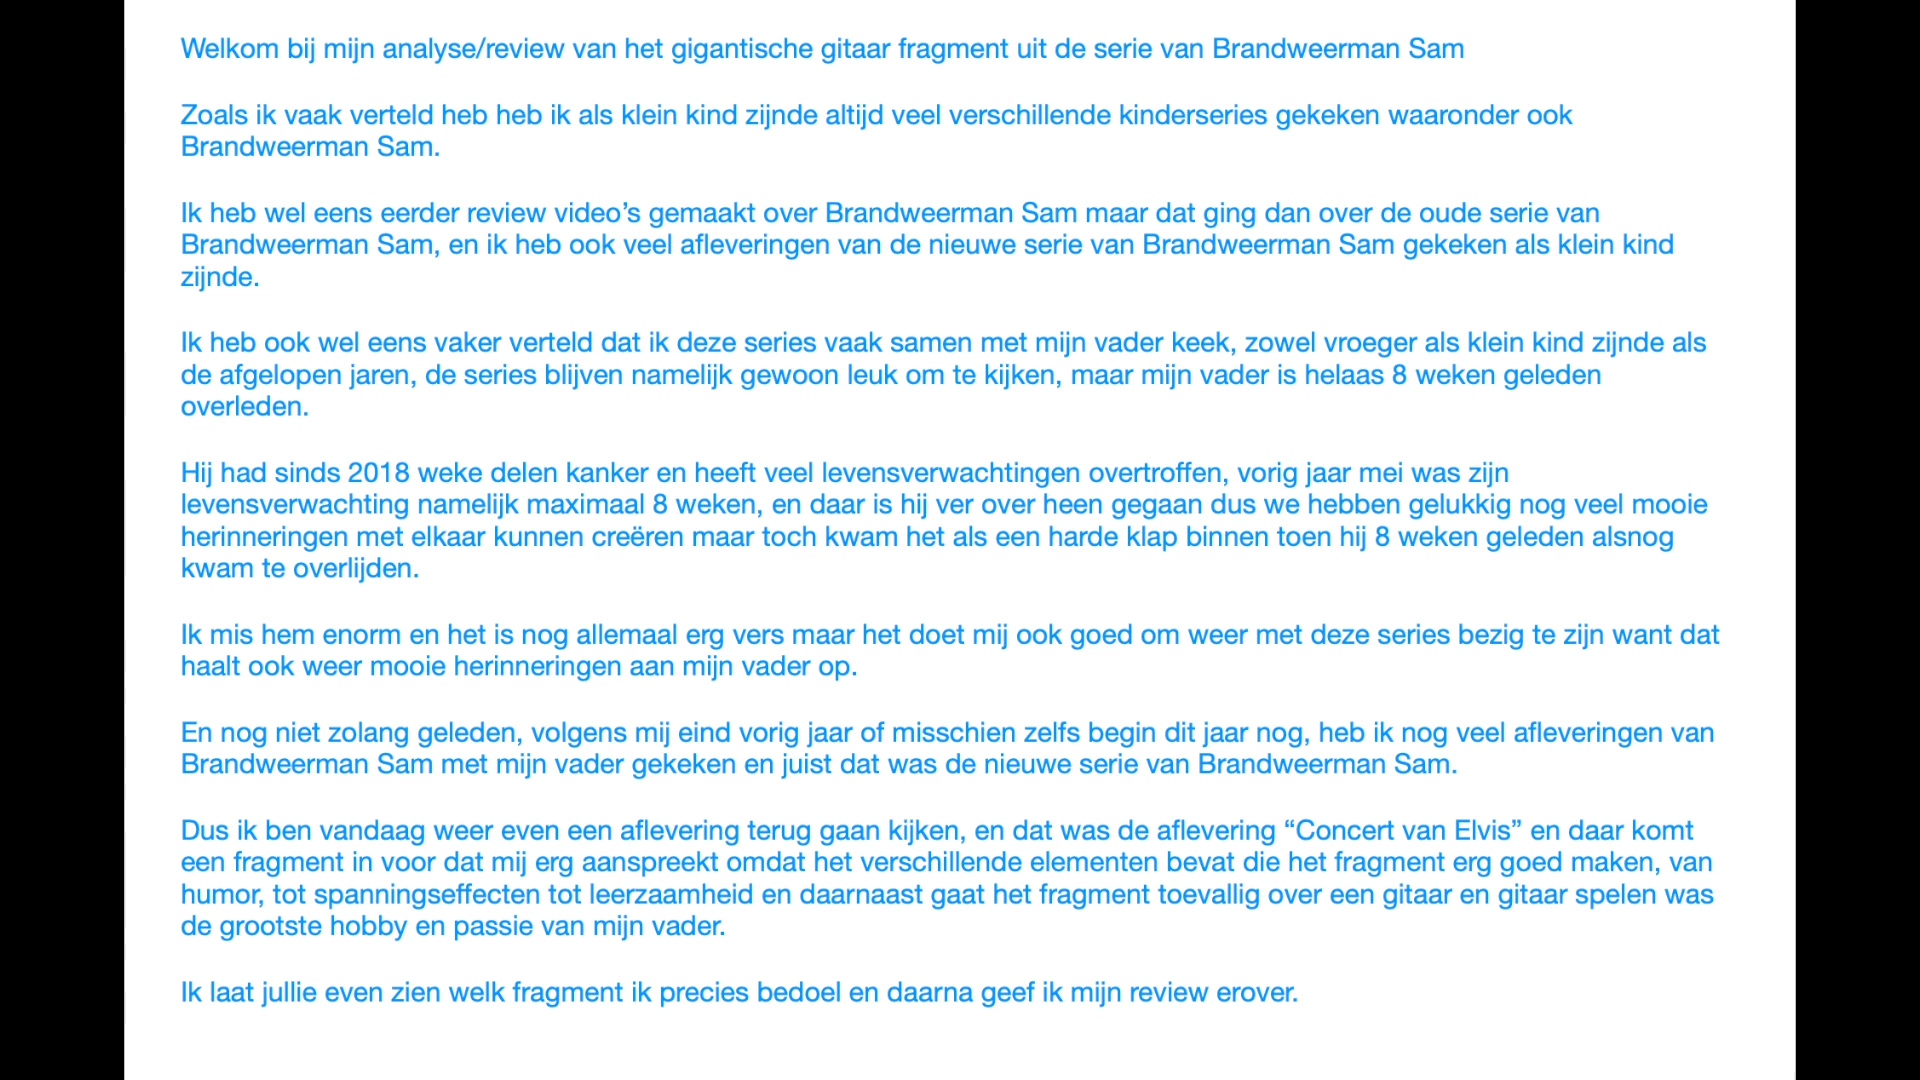 Welkom bij mijn analyse/review van het gigantische gitaar fragment uit de serie van Brandweerman Sam
Zoals ik vaak verteld heb heb ik als klein kind zijnde altijd veel verschillende kinderseries gekeken waaronder ook
Brandweerman Sam.
Ik heb wel eens eerder review video’s gemaakt over Brandweerman Sam maar dat ging dan over de oude serie van
Brandweerman Sam, en ik heb ook veel afleveringen van de nieuwe serie van Brandweerman Sam gekeken als klein kind
zijnde.
Ik heb ook wel eens vaker verteld dat ik deze series vaak samen met mijn vader keek, zowel vroeger als klein kind zijnde als
de afgelopen jaren, de series blijven namelijk gewoon leuk om te kijken, maar mijn vader is helaas 8 weken geleden
overleden.
Hij had sinds 2018 weke delen kanker en heeft veel levensverwachtingen overtroffen, vorig jaar mei was zijn
levensverwachting namelijk maximaal 8 weken, en daar is hij ver over heen gegaan dus we hebben gelukkig nog veel mooie
herinneringen met elkaar kunnen creëren maar toch kwam het als een harde klap binnen toen hij 8 weken geleden alsnog
kwam te overlijden.
Ik mis hem enorm en het is nog allemaal erg vers maar het doet mij ook goed om weer met deze series bezig te zijn want dat
haalt ook weer mooie herinneringen aan mijn vader op.
En nog niet zolang geleden, volgens mij eind vorig jaar of misschien zelfs begin dit jaar nog, heb ik nog veel afleveringen van
Brandweerman Sam met mijn vader gekeken en juist dat was de nieuwe serie van Brandweerman Sam.
Dus ik ben vandaag weer even een aflevering terug gaan kijken, en dat was de aflevering “Concert van Elvis” en daar komt
een fragment in voor dat mij erg aanspreekt omdat het verschillende elementen bevat die het fragment erg goed maken, van
humor, tot spanningseffecten tot leerzaamheid en daarnaast gaat het fragment toevallig over een gitaar en gitaar spelen was
de grootste hobby en passie van mijn vader.
Ik laat jullie even zien welk fragment ik precies bedoel en daarna geef ik mijn review erover.